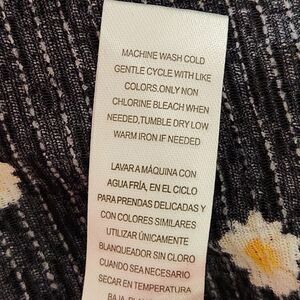 MACHINE WASH COLD
GENTLE CYCLE WITH LIKE
COLORS.ONLY NON
CHLORINE BLEACH WHEN
NEEDED,TUMBLE DRY LOW
WARM IRON IF NEEDED
LAVAR A MÁQUINA CON
AGUA FRÍA, EN EL CICLO
PARA PRENDAS DELICADAS Y
CON COLORES SIMILARES
UTILIZAR ÚNICAMENTE
BLANQUEADOR SIN CLORO
CUANDO SEA NECESARIO
SECAR EN TEMPERATURA
BAJA,